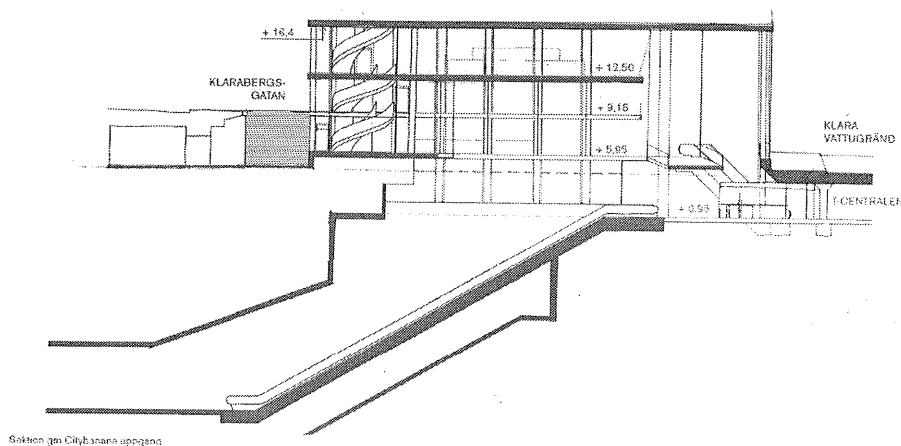 + 16,4
+ 12,50
KLARABERGS-
GATAN
+ 9,15
KLARA
VATTUGRÄND
+ 5,95
T-CENTRALEN
+ 0,95
Sektion gm Citybanans uppgång